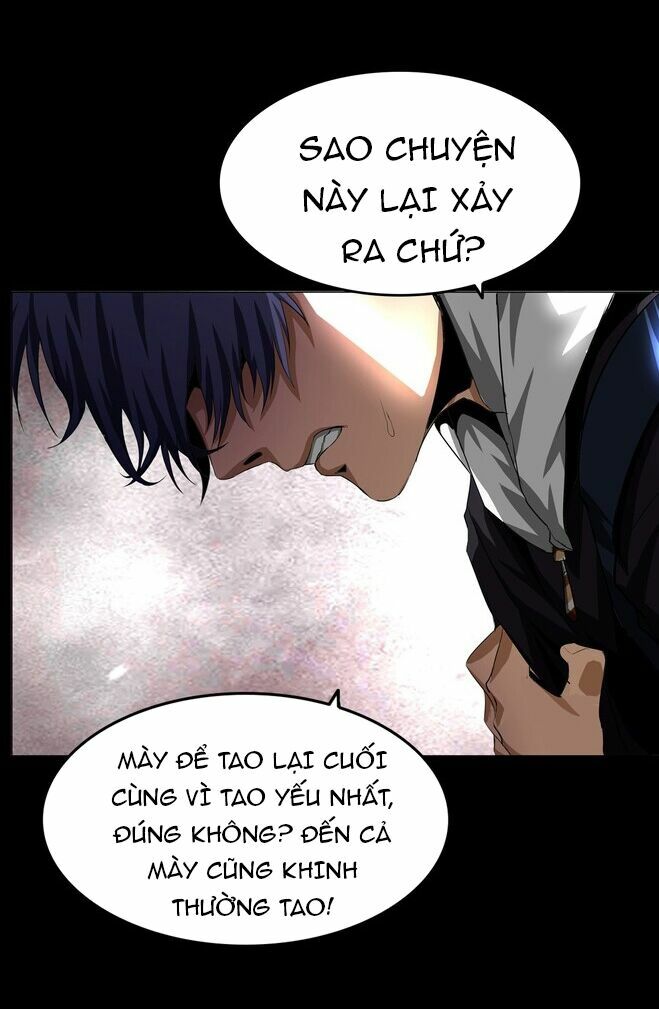 SAO CHUYỆN
NÀY LẠI XẢY
RA CHỨ?
MÀY ĐỂ TAO LẠI CUỐI
CÙNG VÌ TAO YẾU NHẤT,
ĐÚNG KHÔNG? ĐẾN CẢ
MÀY CŨNG KHINH
THƯỜNG TAO!